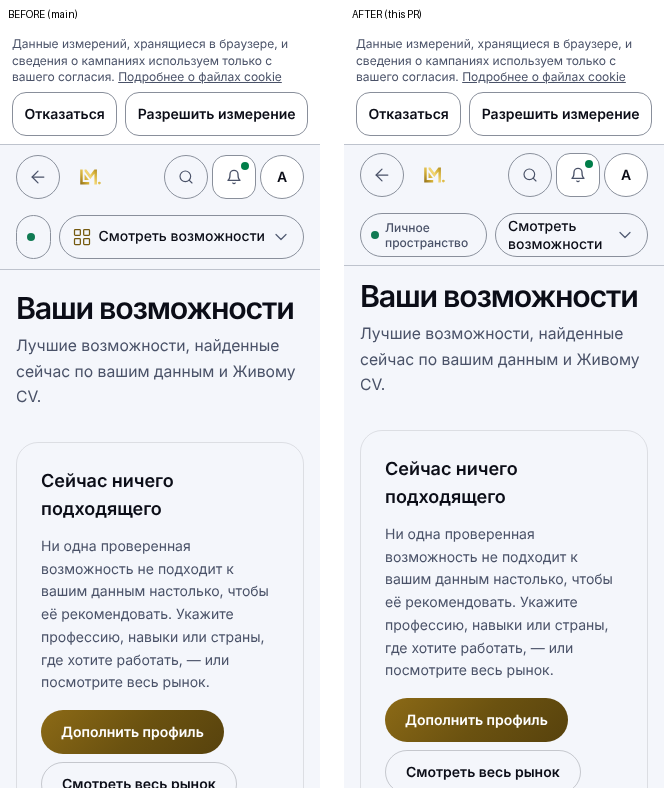 BEFORE (main)
Данные измерений, хранящиеся в браузере, и
сведения о кампаниях используем только с
вашего согласия. Подробнее о файлах cookie
Отказаться
Разрешить измерение
LM.
A
Смотреть возможности
Ваши возможности
Лучшие возможности, найденные
сейчас по вашим данным и Живому
CV.
Сейчас ничего
подходящего
Ни одна проверенная
возможность не подходит к
вашим данным настолько, чтобы
её рекомендовать. Укажите
профессию, навыки или страны,
где хотите работать, — или
посмотрите весь рынок.
Дополнить профиль
Смотреть весь рынок
AFTER (this PR)
Данные измерений, хранящиеся в браузере, и
сведения о кампаниях используем только с
вашего согласия. Подробнее о файлах cookie
Отказаться
Разрешить измерение
LM.
A
Личное
пространство
Смотреть
возможности
Ваши возможности
Лучшие возможности, найденные
сейчас по вашим данным и Живому
CV.
Сейчас ничего
подходящего
Ни одна проверенная
возможность не подходит к
вашим данным настолько, чтобы
её рекомендовать. Укажите
профессию, навыки или страны,
где хотите работать, — или
посмотрите весь рынок.
Дополнить профиль
Смотреть весь рынок